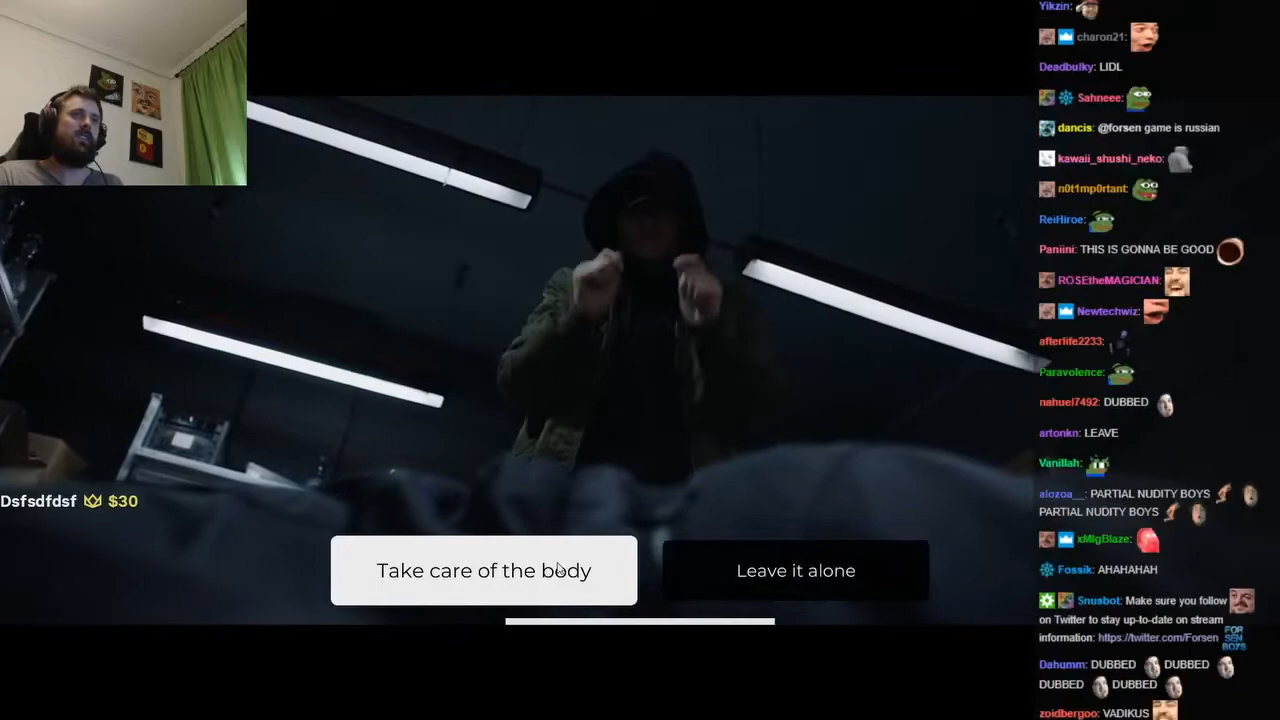 Yikzin:
charon21:
Deadbulky: LIDL
Sahneee:
dancis: @forsen game is russian
kawaii_shushi_neko:
n0t1mp0rtant:
ReiHiroe:
Paniini: THIS IS GONNA BE GOOD
ROSEtheMAGICIAN:
Newtechwiz:
afterlife2233:
Paravolence:
nahuel7492: DUBBED
artonkn: LEAVE
Vanillah:
alozoa__: PARTIAL NUDITY BOYS
PARTIAL NUDITY BOYS
xMlgBlaze:
Fossik: AHAHAHAH
Snusbot: Make sure you follow
on Twitter to stay up-to-date on stream
information: https://twitter.com/Forsen
FOR
SEN
BOYS
Dahumm: DUBBED DUBBED
DUBBED DUBBED
zoidbergoo: VADIKUS
Dsfsdfdsf $30
Take care of the body
Leave it alone